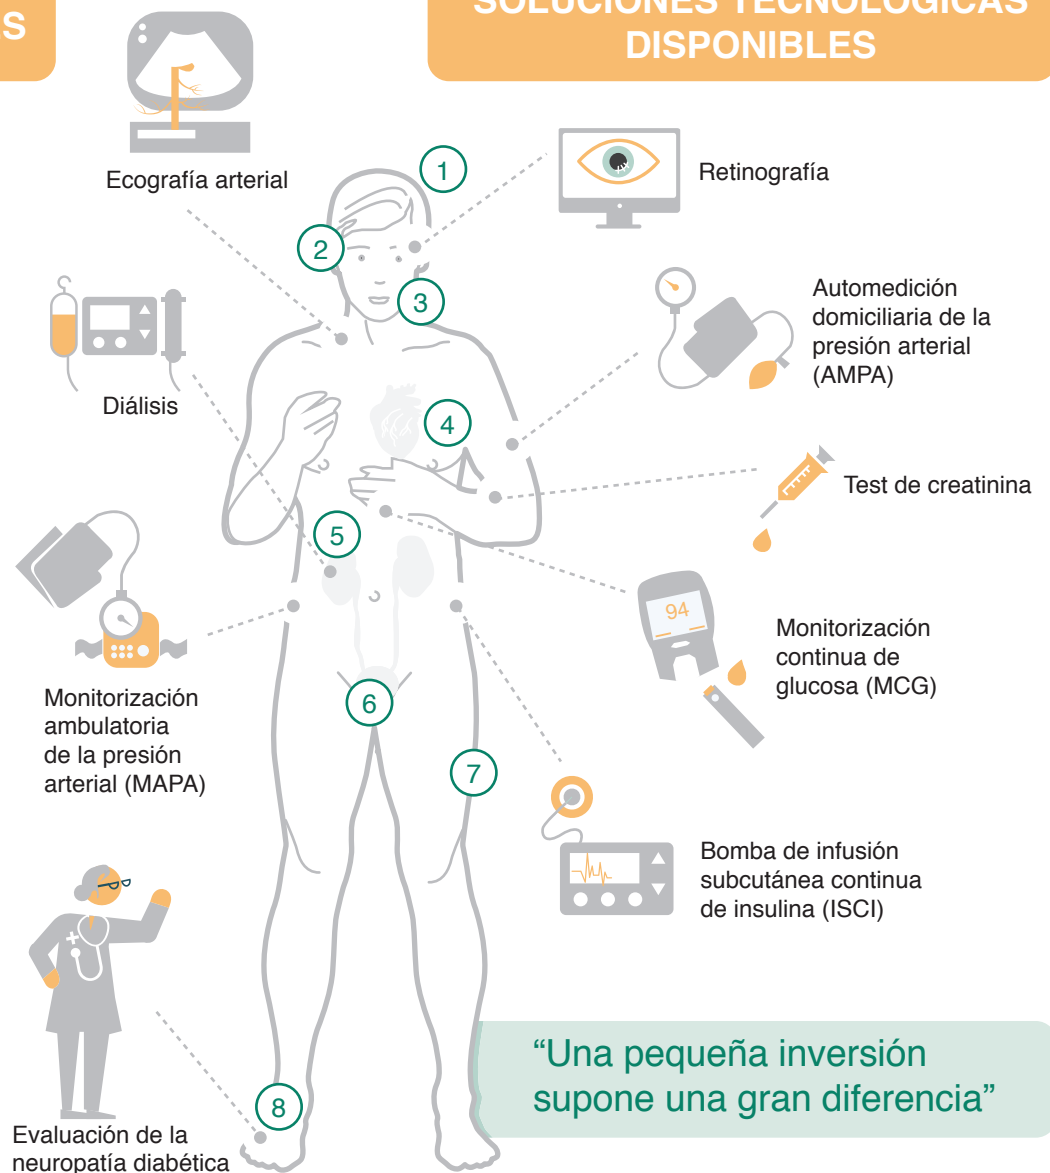 ES
SOLUCIONES TECNOLÓGICAS
DISPONIBLES
Ecografía arterial
1
Retinografía
2
3
Automedición
domiciliaria de la
presión arterial
(AMPA)
Diálisis
4
Test de creatinina
5
94
Monitorización
continua de
glucosa (MCG)
Monitorización
ambulatoria
de la presión
arterial (MAPA)
6
7
Bomba de infusión
subcutánea continua
de insulina (ISCI)
“Una pequeña inversión
supone una gran diferencia”
8
Evaluación de la
neuropatía diabética